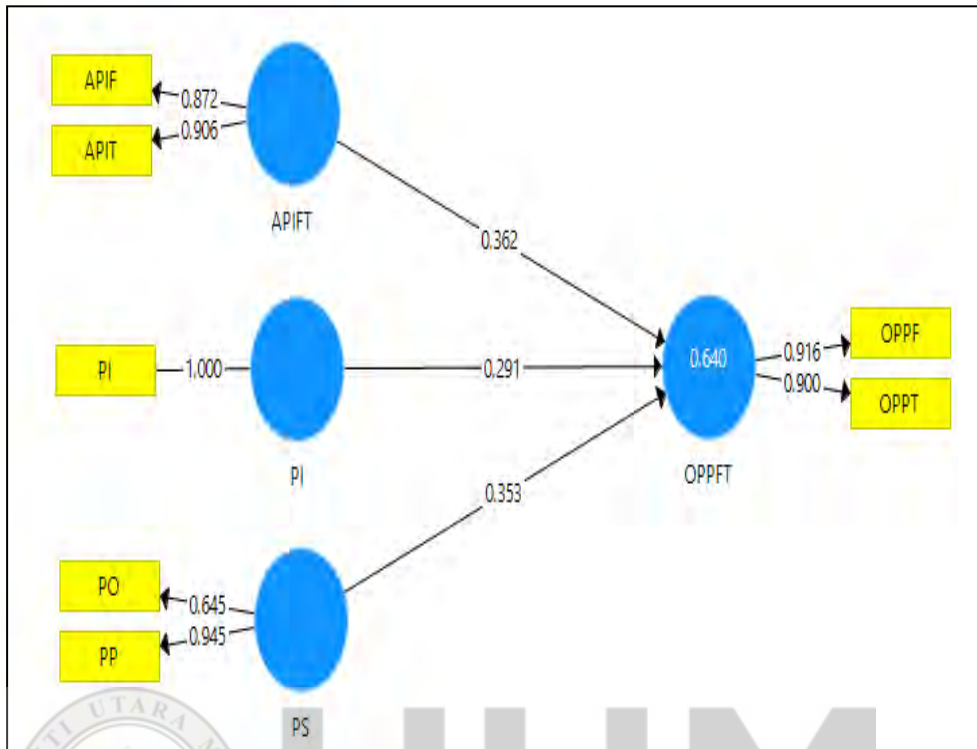 APIF
0.872
APIT
0.906
APIFT
0.362
PI
1.000
PI
0.291
0.640
OPPFT
0.916
OPPF
0.900
OPPT
0.353
PO
0.645
PP
0.945
PS
UTARA